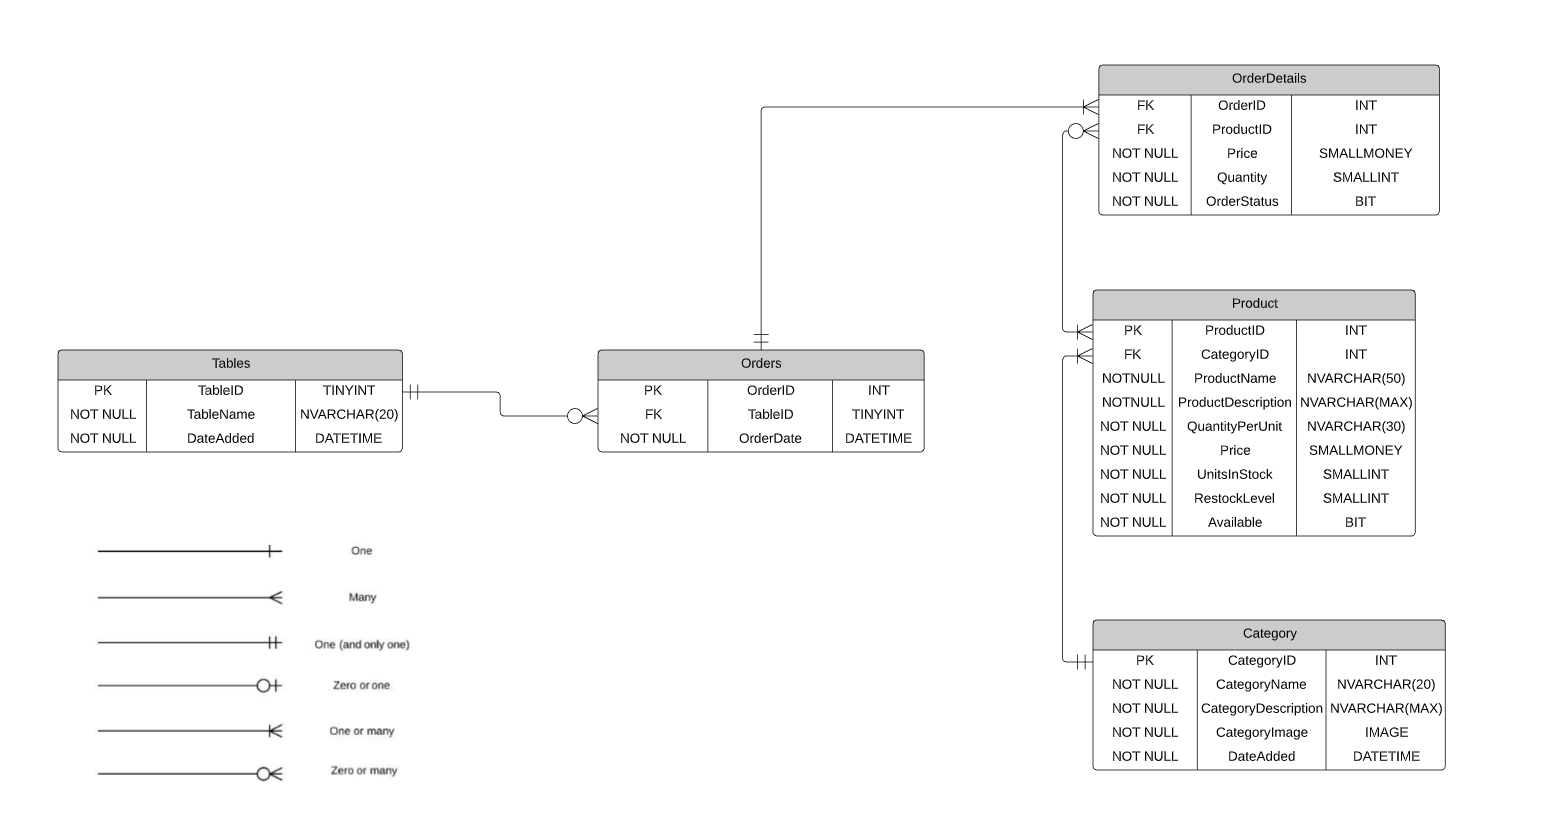 OrderDetails
FK OrderID INT
FK ProductID INT
NOT NULL Price SMALLMONEY
NOT NULL Quantity SMALLINT
NOT NULL OrderStatus BIT
Product
PK ProductID INT
FK CategoryID INT
NOTNULL ProductName NVARCHAR(50)
NOTNULL ProductDescription NVARCHAR(MAX)
NOT NULL QuantityPerUnit NVARCHAR(30)
NOT NULL Price SMALLMONEY
NOT NULL UnitsInStock SMALLINT
NOT NULL RestockLevel SMALLINT
NOT NULL Available BIT
Tables
PK TableID TINYINT
NOT NULL TableName NVARCHAR(20)
NOT NULL DateAdded DATETIME
Orders
PK OrderID INT
FK TableID TINYINT
NOT NULL OrderDate DATETIME
One
Many
One (and only one)
Zero or one
One or many
Zero or many
Category
PK CategoryID INT
NOT NULL CategoryName NVARCHAR(20)
NOT NULL CategoryDescription NVARCHAR(MAX)
NOT NULL CategoryImage IMAGE
NOT NULL DateAdded DATETIME